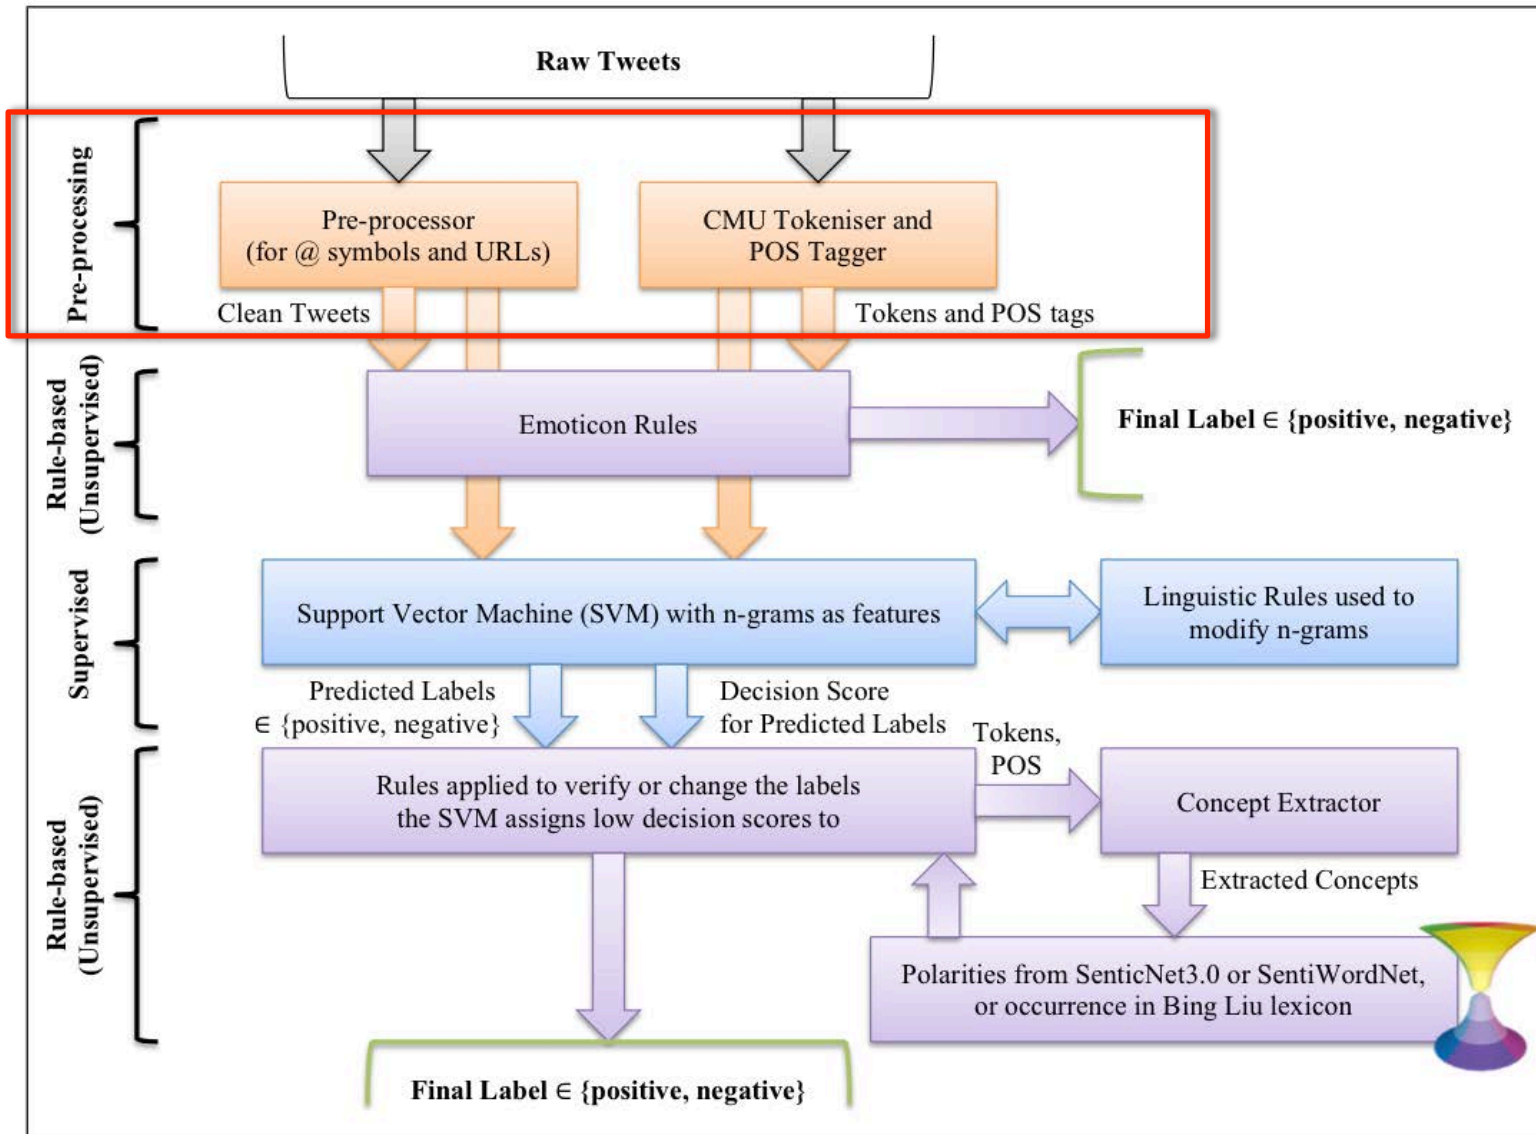 Raw Tweets
Pre-processing
Pre-processor
(for @ symbols and URLs)
CMU Tokeniser and
POS Tagger
Clean Tweets
Tokens and POS tags
Rule-based
(Unsupervised)
Emoticon Rules
Final Label ∈ {positive, negative}
Supervised
Support Vector Machine (SVM) with n-grams as features
Linguistic Rules used to
modify n-grams
Predicted Labels
∈ {positive, negative}
Decision Score
for Predicted Labels
Tokens,
POS
Rule-based
(Unsupervised)
Rules applied to verify or change the labels
the SVM assigns low decision scores to
Concept Extractor
Extracted Concepts
Polarities from SenticNet3.0 or SentiWordNet,
or occurrence in Bing Liu lexicon
Final Label ∈ {positive, negative}